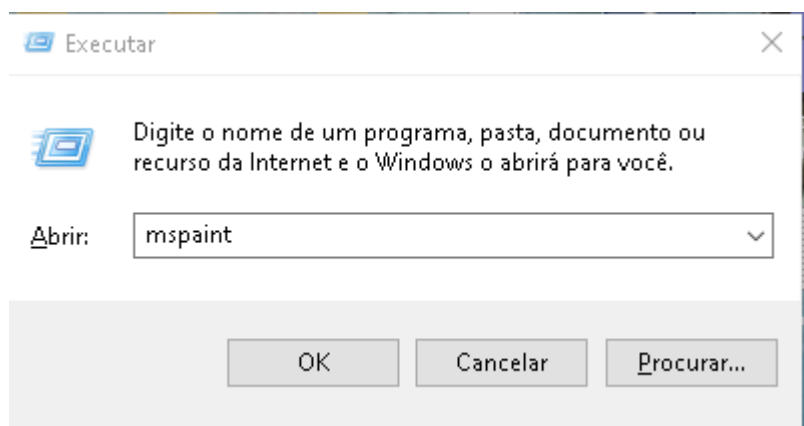 Executar
Digite o nome de um programa, pasta, documento ou
recurso da Internet e o Windows o abrirá para você.
Abrir: mspaint
OK Cancelar Procurar...